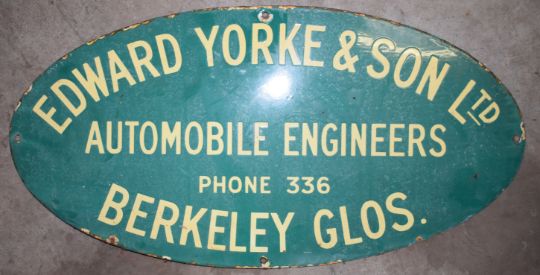 EDWARD YORKE & SON LTD
AUTOMOBILE ENGINEERS
PHONE 336
BERKELEY GLOS.